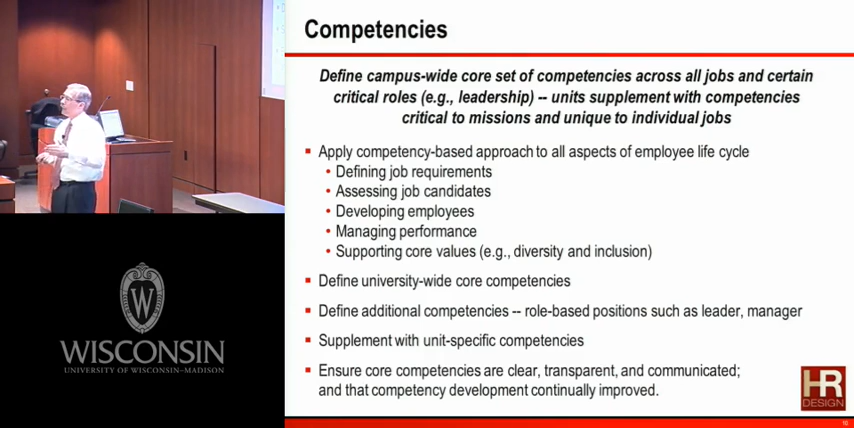 Competencies
Define campus-wide core set of competencies across all jobs and certain
critical roles (e.g., leadership) -- units supplement with competencies
critical to missions and unique to individual jobs
Apply competency-based approach to all aspects of employee life cycle
• Defining job requirements
• Assessing job candidates
• Developing employees
• Managing performance
• Supporting core values (e.g., diversity and inclusion)
Define university-wide core competencies
Define additional competencies -- role-based positions such as leader, manager
Supplement with unit-specific competencies
Ensure core competencies are clear, transparent, and communicated;
and that competency development continually improved.
W
WISCONSIN
UNIVERSITY OF WISCONSIN–MADISON
HR
DESIGN